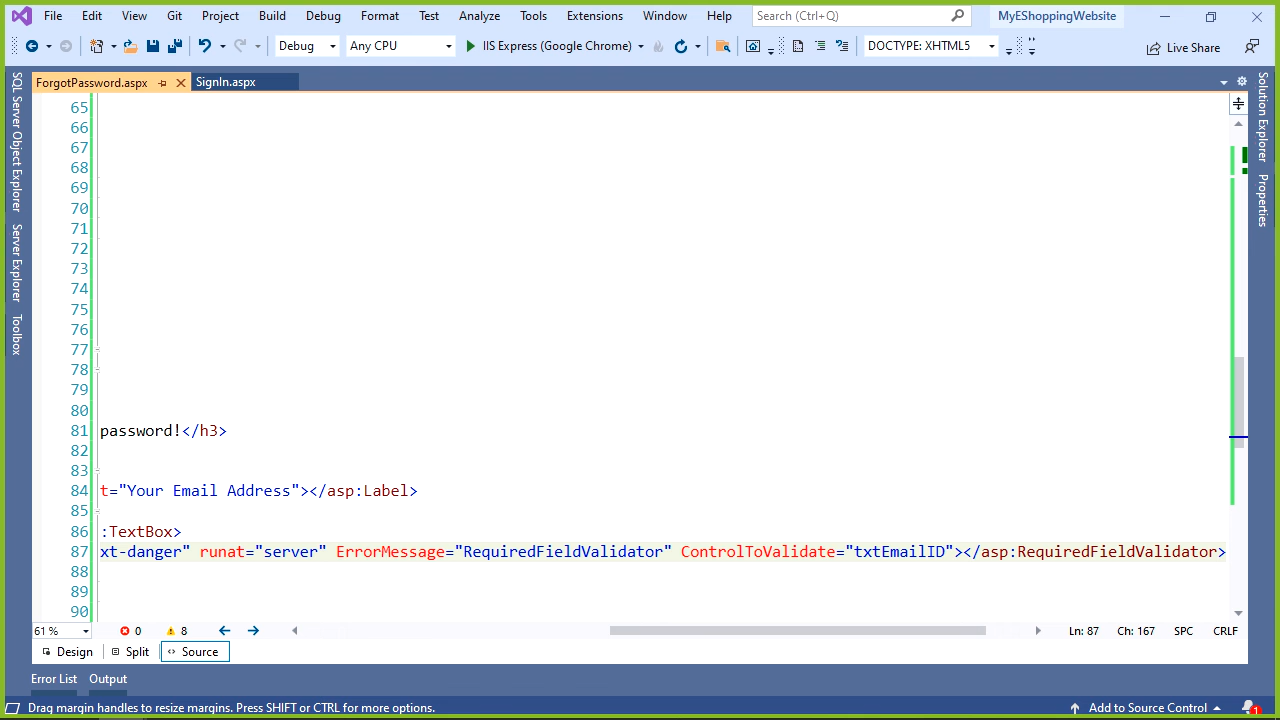 File Edit View Git Project Build Debug Format Test Analyze Tools Extensions Window Help Search (Ctrl+Q) MyEShoppingWebsite
Debug Any CPU IIS Express (Google Chrome) DOCTYPE: XHTML5 Live Share
ForgotPassword.aspx SignIn.aspx
SQL Server Object Explorer
Server Explorer
Toolbox
65
66
67
68
69
70
71
72
73
74
75
76
77
78
79
80
81 password!</h3>
82
83
84 t="Your Email Address"></asp:Label>
85
86 :TextBox>
87 xt-danger" runat="server" ErrorMessage="RequiredFieldValidator" ControlToValidate="txtEmailID"></asp:RequiredFieldValidator>
88
89
90
Solution Explorer
Properties
61 % 0 8 Ln: 87 Ch: 167 SPC CRLF
Design Split Source
Error List Output
Drag margin handles to resize margins. Press SHIFT or CTRL for more options. Add to Source Control 1